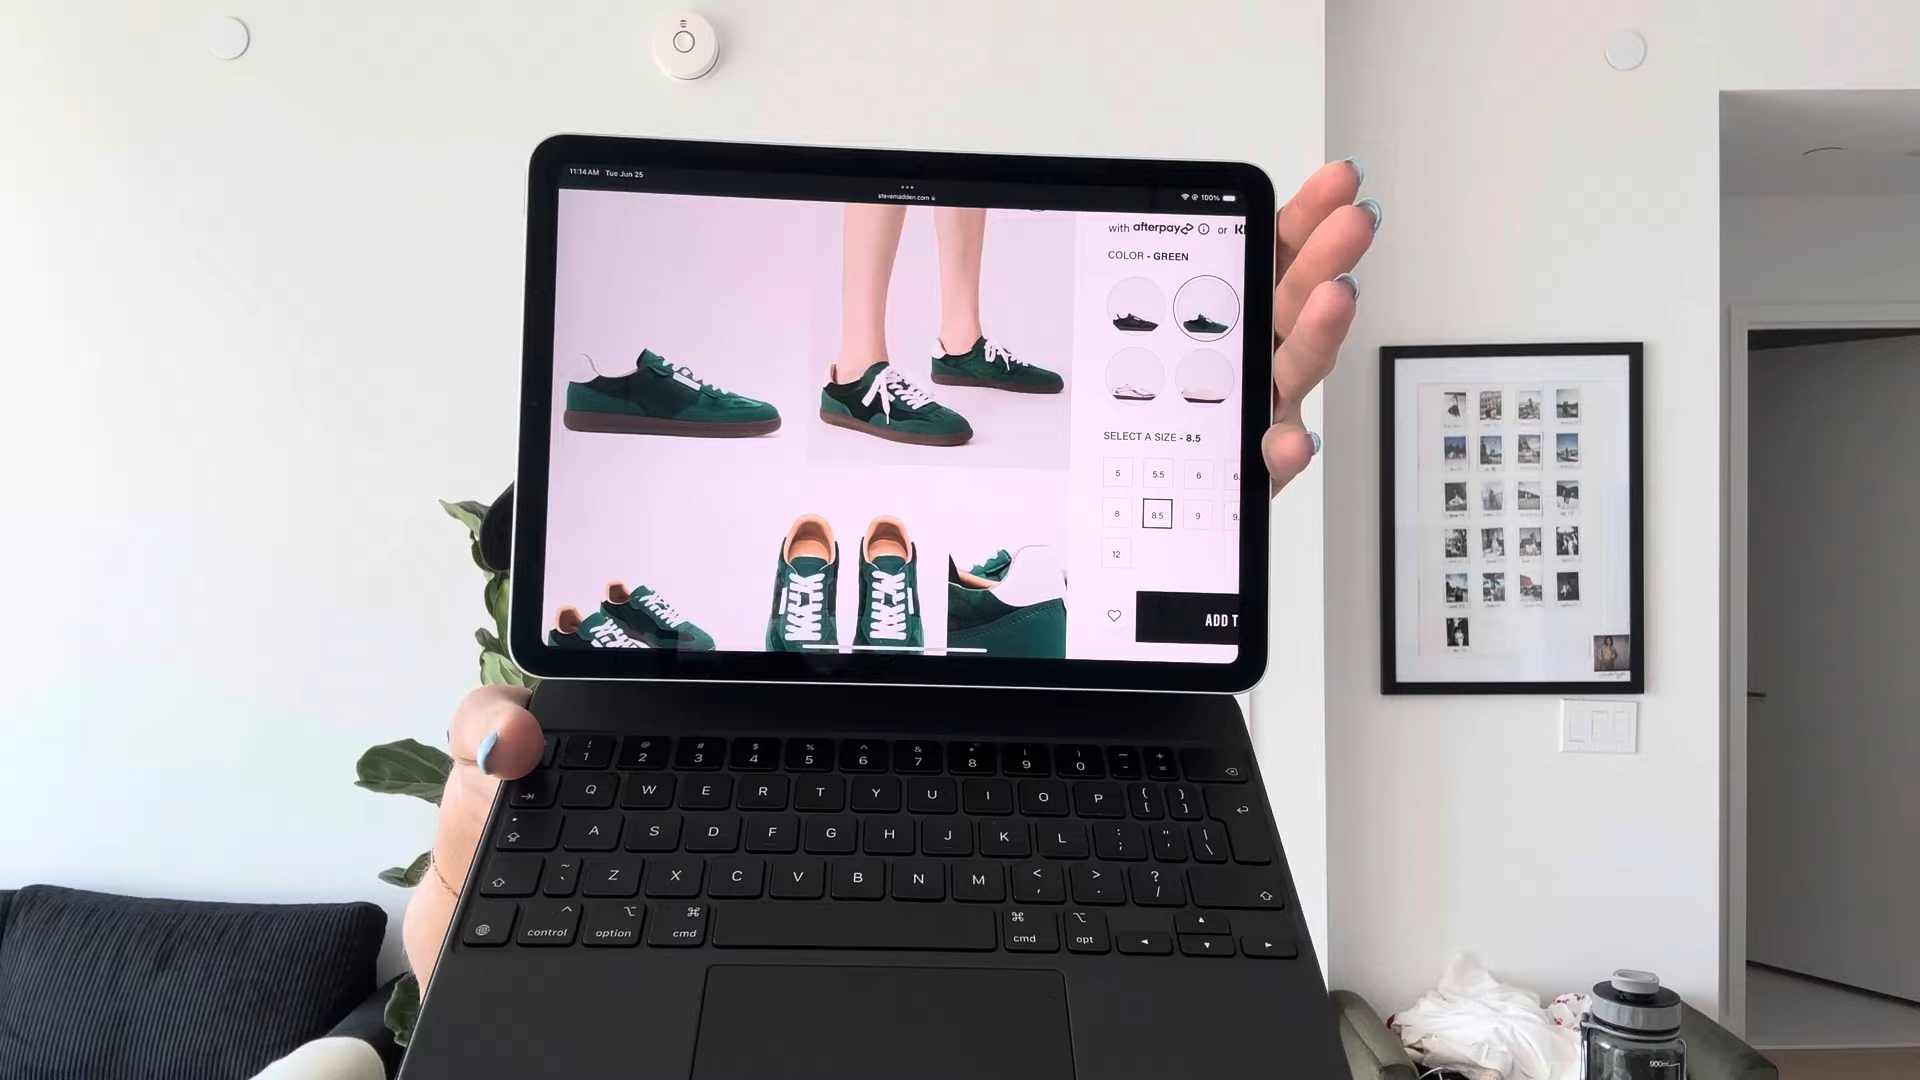 11:14 AM Tue Jun 25
stevemadden.com
100%
with afterpay or
COLOR - GREEN
SELECT A SIZE - 8.5
5 5.5 6
8 8.5 9
12
ADD T
! @ # $ % ^ & * ( ) _ +
1 2 3 4 5 6 7 8 9 0 - =
Q W E R T Y U I O P { }
[ ]
A S D F G H J K L : " |
; ' \
~ Z X C V B N M < > ?
` , . /
control option cmd cmd opt
900ml